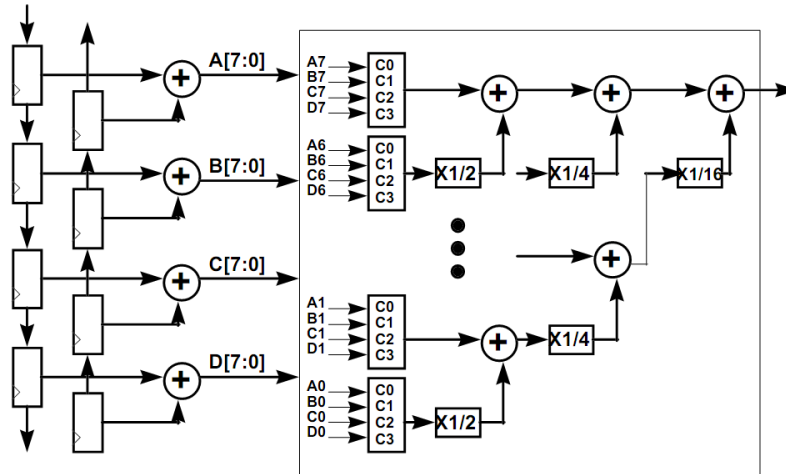 A[7:0]
B[7:0]
C[7:0]
D[7:0]
+
+
+
+
A7
B7
C7
D7
C0
C1
C2
C3
+
+
+
A6
B6
C6
D6
C0
C1
C2
C3
X1/2
X1/4
X1/16
+
A1
B1
C1
D1
C0
C1
C2
C3
+
X1/4
A0
B0
C0
D0
C0
C1
C2
C3
X1/2